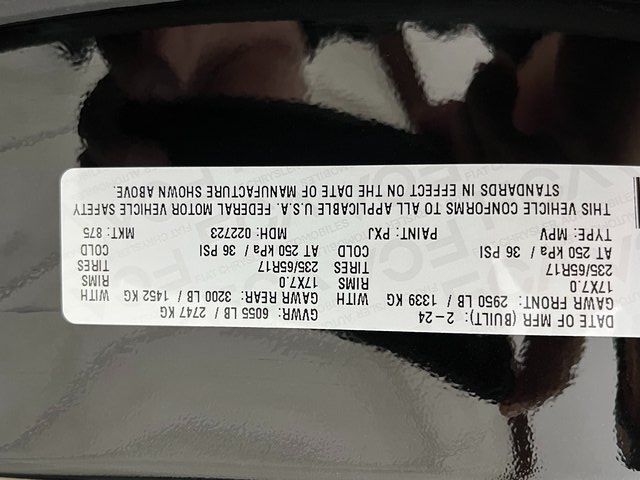 DATE OF MFR (BUILT): 2-24 GVWR: 6055 LB / 2747 KG
GAWR FRONT: 2950 LB / 1339 KG WITH GAWR REAR: 3200 LB / 1452 KG WITH
17X7.0 RIMS 17X7.0 RIMS
235/65R17 TIRES 235/65R17 TIRES
AT 250 kPa / 36 PSI COLD AT 250 kPa / 36 PSI COLD
TYPE: MPV PAINT: PXJ MDH: 022723 MKT: 875
THIS VEHICLE CONFORMS TO ALL APPLICABLE U.S.A. FEDERAL MOTOR VEHICLE SAFETY
STANDARDS IN EFFECT ON THE DATE OF MANUFACTURE SHOWN ABOVE.